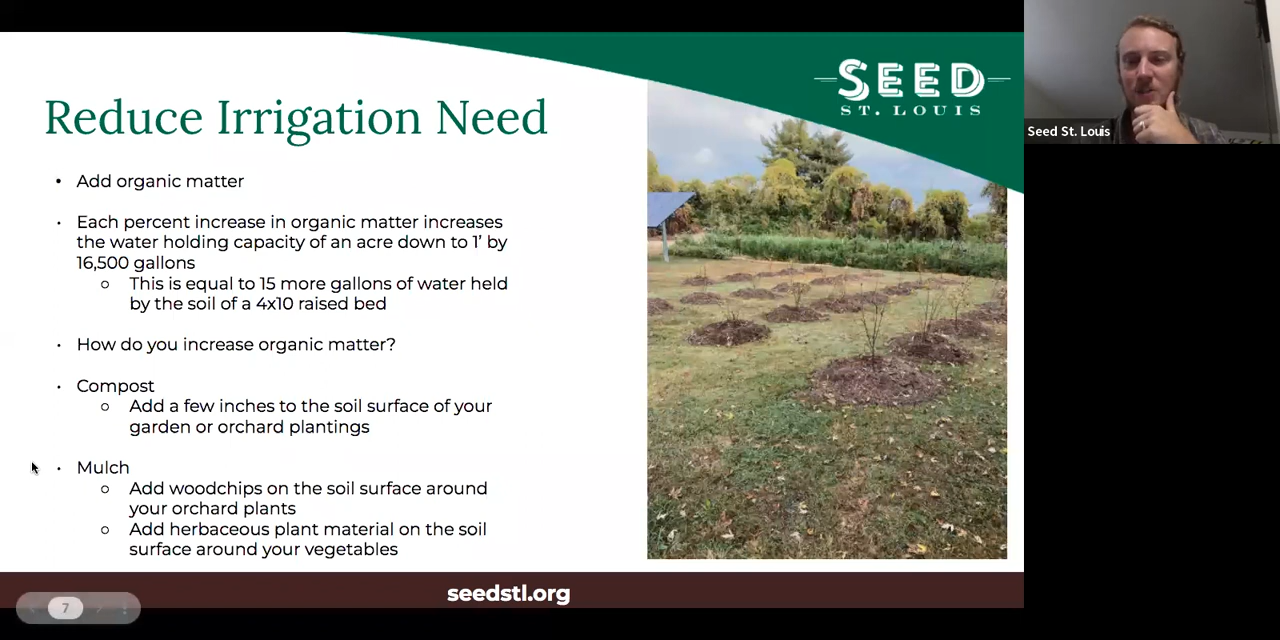 SEED
ST. LOUIS
Seed St. Louis
Reduce Irrigation Need
• Add organic matter
• Each percent increase in organic matter increases
the water holding capacity of an acre down to 1’ by
16,500 gallons
o This is equal to 15 more gallons of water held
by the soil of a 4x10 raised bed
• How do you increase organic matter?
• Compost
o Add a few inches to the soil surface of your
garden or orchard plantings
• Mulch
o Add woodchips on the soil surface around
your orchard plants
o Add herbaceous plant material on the soil
surface around your vegetables
seedstl.org
7